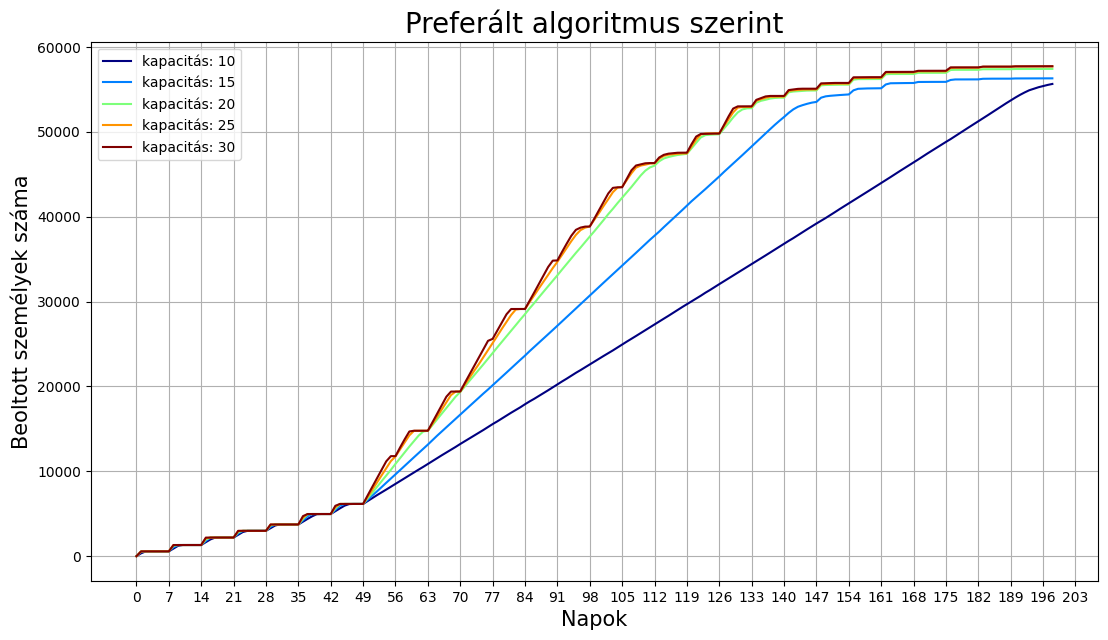 Preferált algoritmus szerint
kapacitás: 10
kapacitás: 15
kapacitás: 20
kapacitás: 25
kapacitás: 30
Beoltott személyek száma
60000
50000
40000
30000
20000
10000
0
0 7 14 21 28 35 42 49 56 63 70 77 84 91 98 105 112 119 126 133 140 147 154 161 168 175 182 189 196 203
Napok